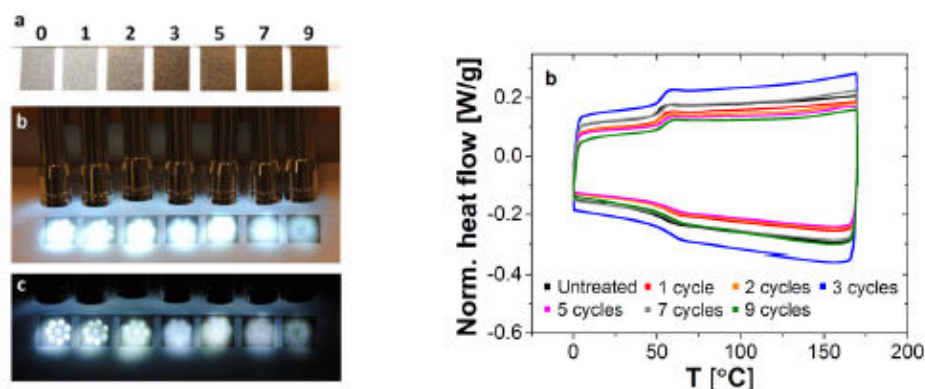 a
0 1 2 3 5 7 9
b
c
b
Norm. heat flow [W/g]
0.2
0.0
-0.2
-0.4
-0.6
Untreated 1 cycle 2 cycles 3 cycles
5 cycles 7 cycles 9 cycles
0 50 100 150 200
T [°C]